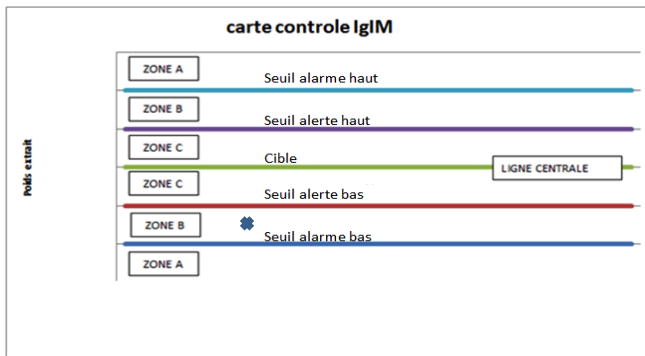 carte controle IgIM
ZONE A
Seuil alarme haut
ZONE B
Seuil alerte haut
ZONE C
Cible
LIGNE CENTRALE
ZONE C
Seuil alerte bas
ZONE B
Seuil alarme bas
ZONE A
Poids extrait